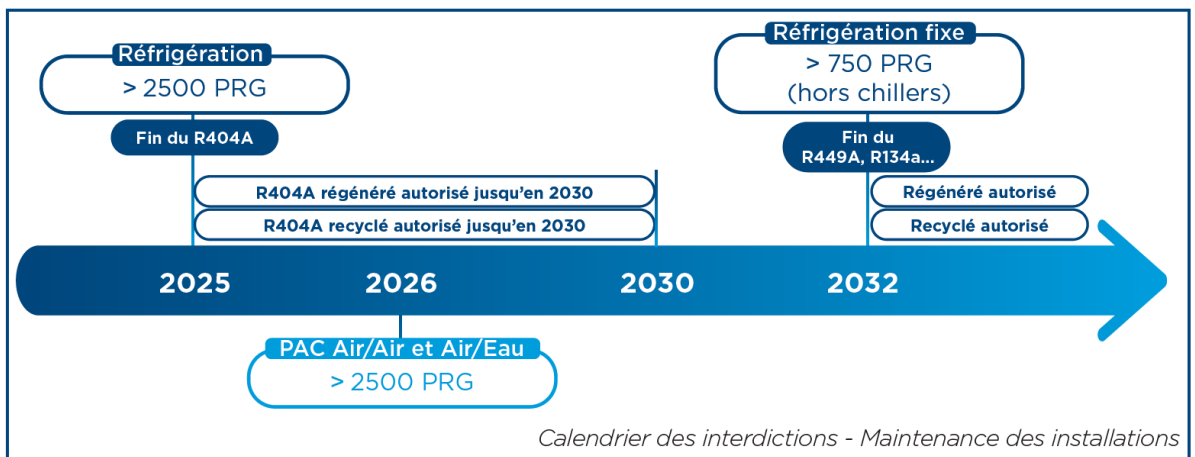 Réfrigération
> 2500 PRG
Fin du R404A
Réfrigération fixe
> 750 PRG
(hors chillers)
Fin du
R449A, R134a...
R404A régénéré autorisé jusqu'en 2030
R404A recyclé autorisé jusqu'en 2030
Régénéré autorisé
Recyclé autorisé
2025
2026
2030
2032
PAC Air/Air et Air/Eau
> 2500 PRG
Calendrier des interdictions - Maintenance des installations